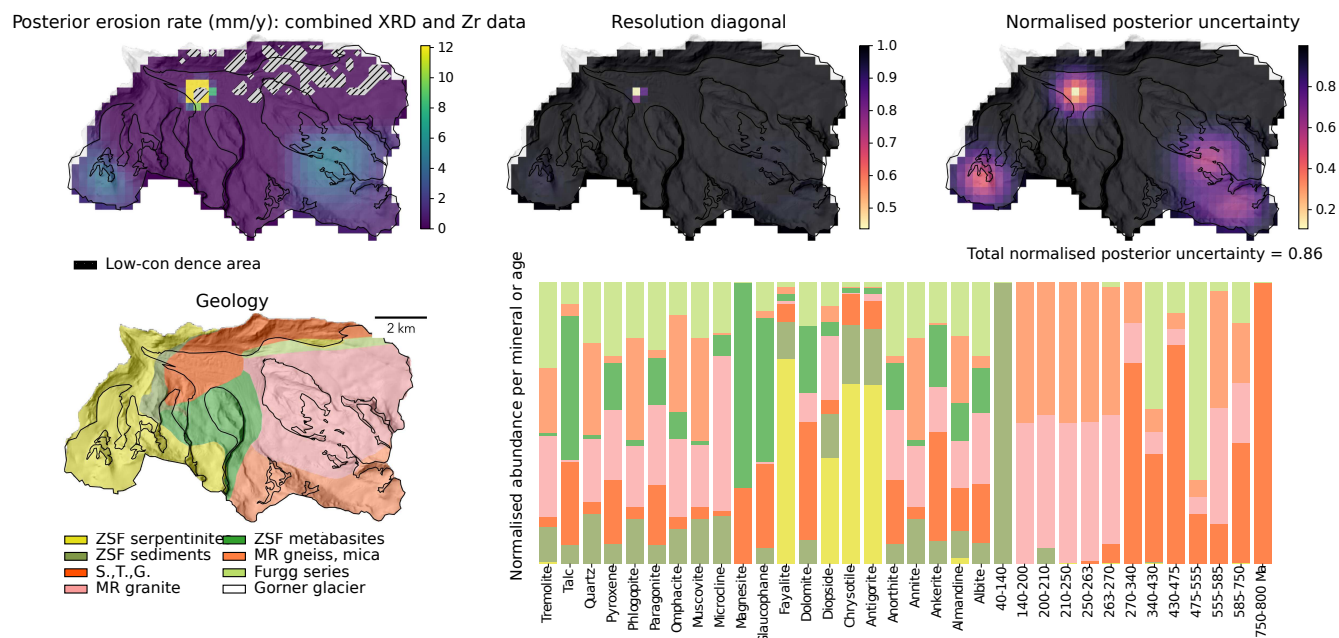 Posterior erosion rate (mm/y): combined XRD and Zr data
Resolution diagonal
Normalised posterior uncertainty
12
10
8
6
4
2
0
1.0
0.9
0.8
0.7
0.6
0.5
0.8
0.6
0.4
0.2
Low-con dence area
Total normalised posterior uncertainty = 0.86
Geology
2 km
ZSF serpentinites
ZSF sediments
S.,T.,G.
MR granite
ZSF metabasites
MR gneiss, mica
Furgg series
Gorner glacier
Normalised abundance per mineral or age
Tremolite
Talc
Quartz
Pyroxene
Phlogopite
Paragonite
Omphacite
Muscovite
Microcline
Magnesite
Glaucophane
Fayalite
Dolomite
Diopside
Chrysotile
Antigorite
Anorthite
Annite
Ankerite
Almandine
Albite
40-140
140-200
200-210
210-250
250-263
263-270
270-340
340-430
430-475
475-555
555-585
585-750
750-800 Ma